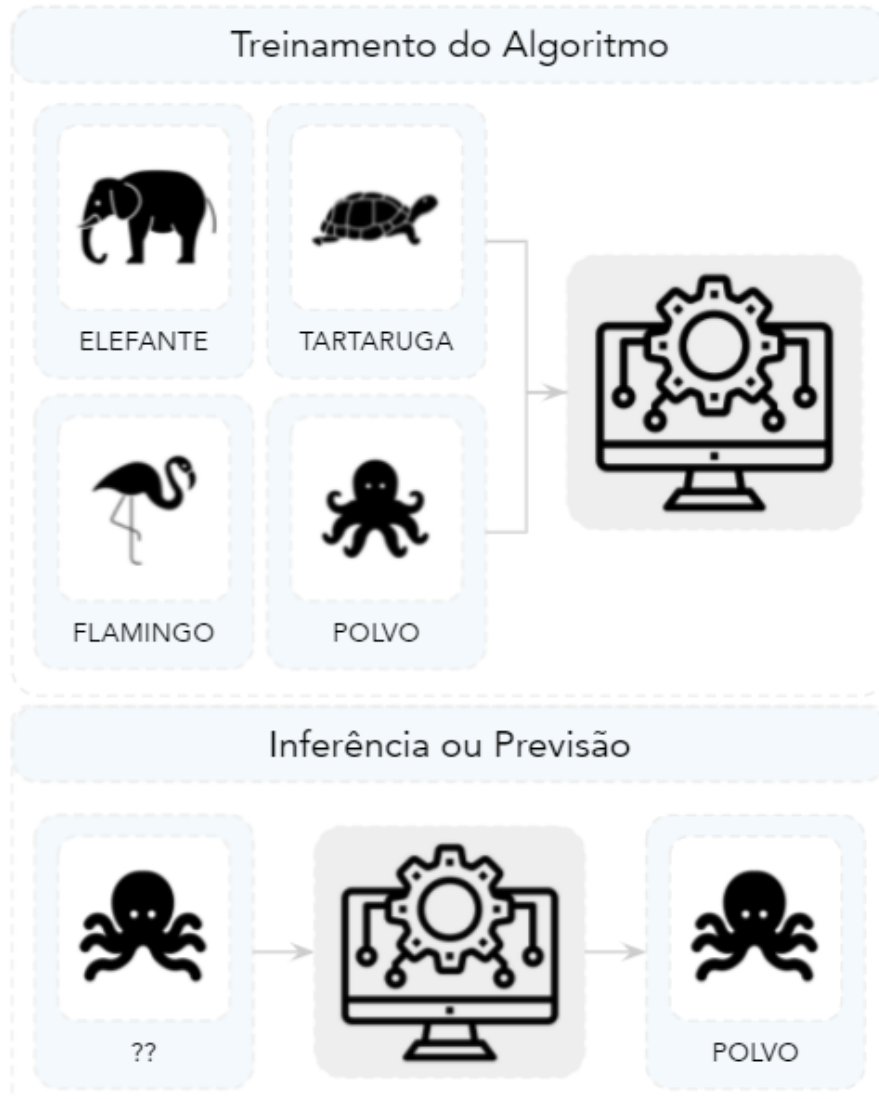 Treinamento do Algoritmo
ELEFANTE
TARTARUGA
FLAMINGO
POLVO
Inferência ou Previsão
??
POLVO